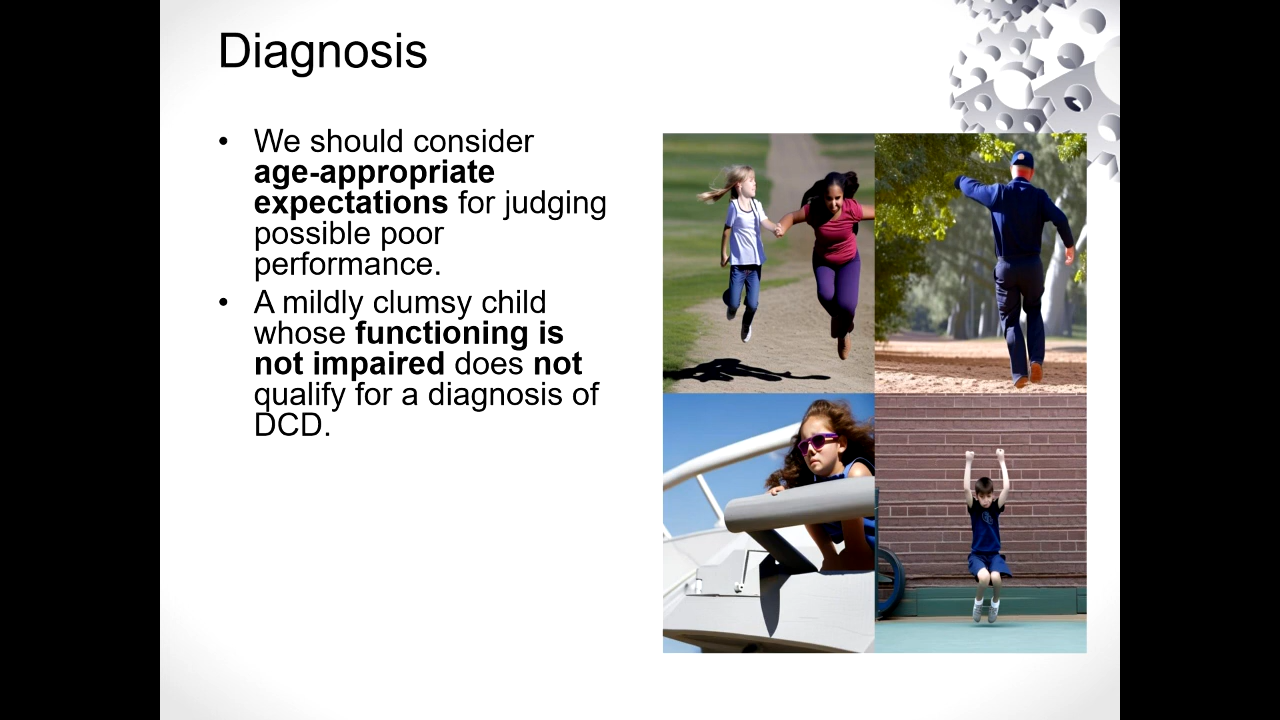 Diagnosis
• We should consider
age-appropriate
expectations for judging
possible poor
performance.
• A mildly clumsy child
whose functioning is
not impaired does not
qualify for a diagnosis of
DCD.